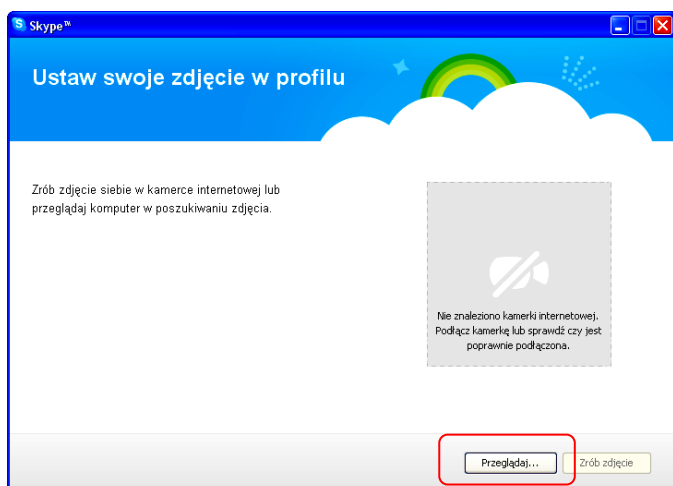 Skype™
Ustaw swoje zdjęcie w profilu
Zrób zdjęcie siebie w kamerce internetowej lub
przeglądaj komputer w poszukiwaniu zdjęcia.
Nie znaleziono kamerki internetowej.
Podłącz kamerkę lub sprawdź czy jest
poprawnie podłączona.
Przeglądaj... Zrób zdjęcie